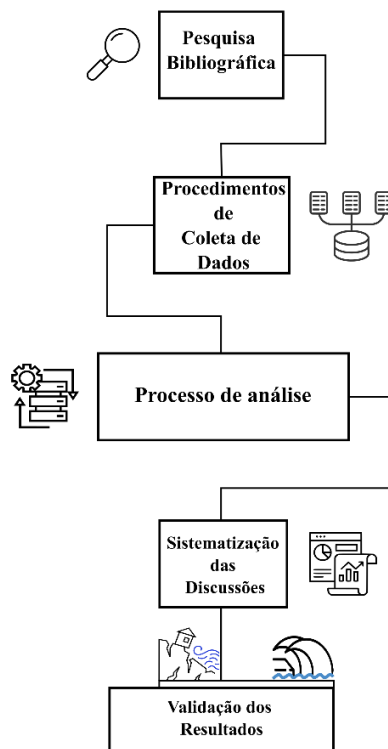 Pesquisa
Bibliográfica
Procedimentos
de
Coleta de
Dados
Processo de análise
Sistematização
das
Discussões
Validação dos
Resultados